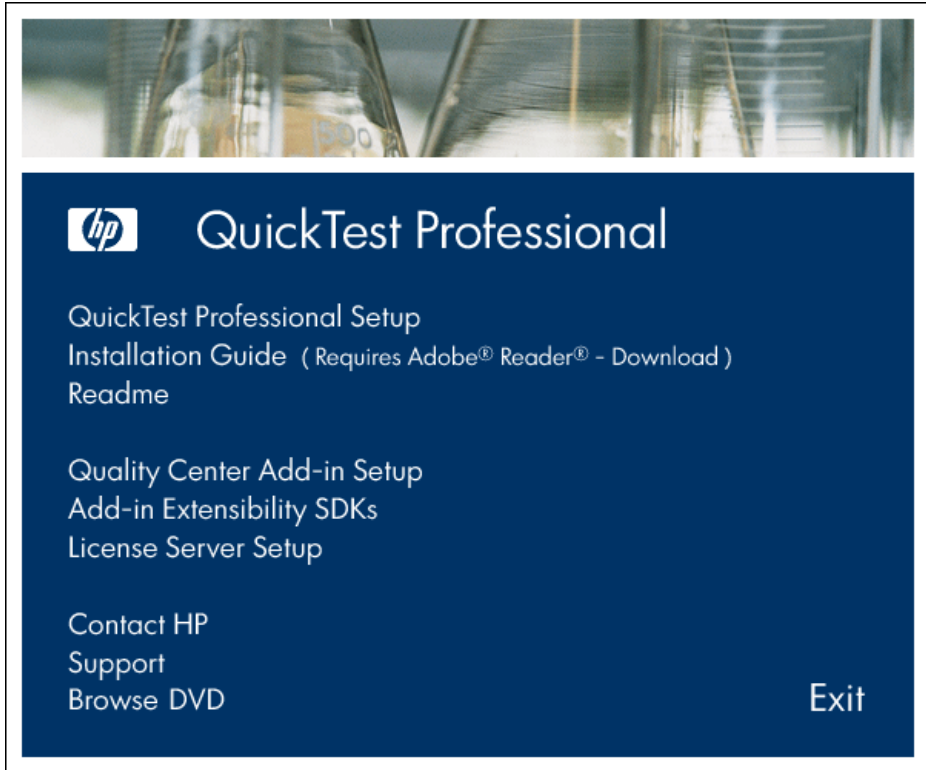 1500
hp
QuickTest Professional
QuickTest Professional Setup
Installation Guide ( Requires Adobe® Reader® - Download )
Readme
Quality Center Add-in Setup
Add-in Extensibility SDKs
License Server Setup
Contact HP
Support
Browse DVD
Exit